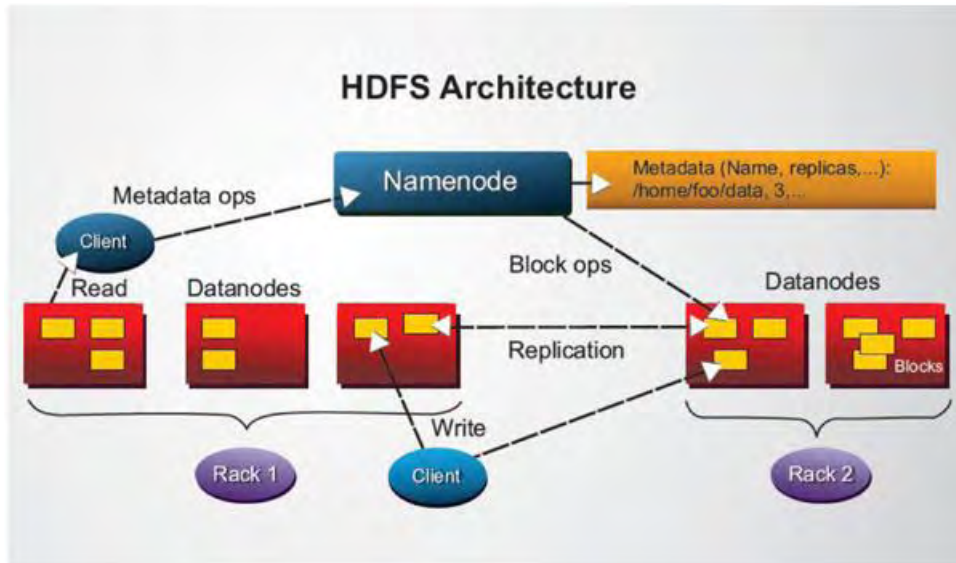 HDFS Architecture
Namenode
Metadata (Name, replicas,...):
/home/foo/data, 3,...
Metadata ops
Client
Block ops
Read
Datanodes
Datanodes
Replication
Blocks
Write
Rack 1
Client
Rack 2